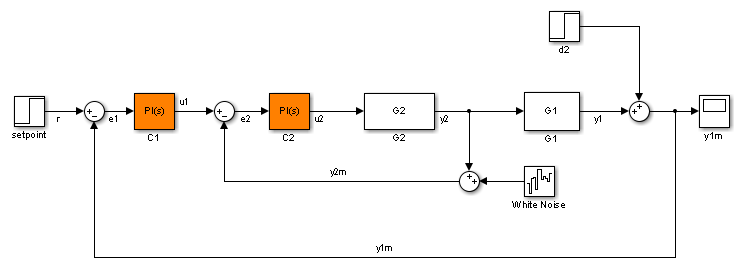 d2
PI(s)
u1
PI(s)
G2
G1
setpoint
r
e1
C1
e2
C2
u2
G2
y2
G1
y1
y1m
y2m
White Noise
y1m